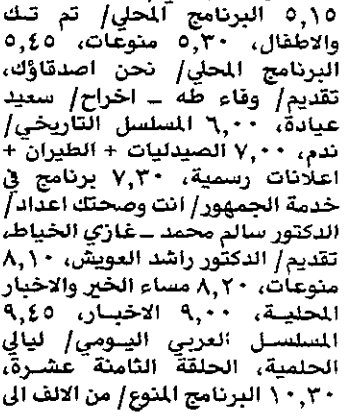 ٥,١٥ البرنامج المحلي/ تم تك
والاطفال، ٥,٣٠ منوعات، ٥,٤٥
البرنامج المحلي/ نحن اصدقاؤك،
تقديم/ وفاء طه ــ اخراح/ سعيد
عيادة، ٦,٠٠ المسلسل التاريخي/
ندم، ٧,٠٠ الصيدليات + الطيران +
اعلانات رسمية، ٧,٣٠ برنامج في
خدمة الجمهور/ انت وصحتك اعداد/
الدكتور سالم محمد ــ غازي الخياط،
تقديم/ الدكتور راشد العويش، ٨,١٠
منوعات، ٨,٢٠ مساء الخير والاخبار
المحلية، ٩,٠٠ الاخبار، ٩,٤٥
المسلسل العربي اليومي/ ليالي
الحلمية، الحلقة الثامنة عشرة،
١٠,٣٠ البرنامج المنوع/ من الالف الى